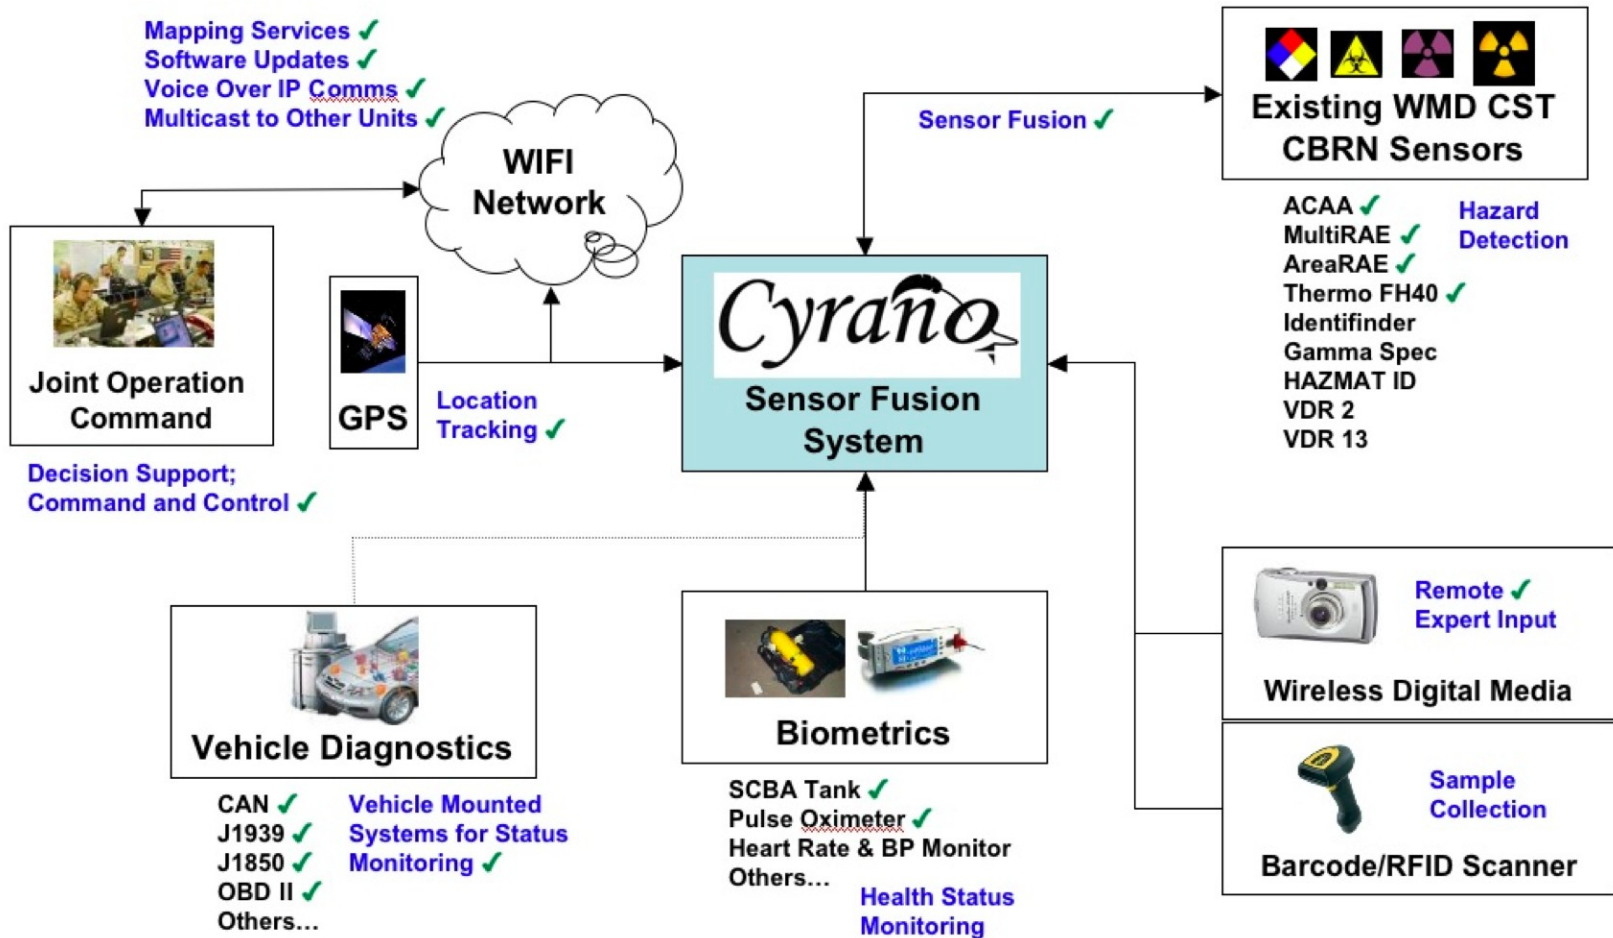 Mapping Services ✓
Software Updates ✓
Voice Over IP Comms ✓
Multicast to Other Units ✓
WIFI
Network
Sensor Fusion ✓
Existing WMD CST
CBRN Sensors
ACAA ✓
MultiRAE ✓
AreaRAE ✓
Thermo FH40 ✓
Identifinder
Gamma Spec
HAZMAT ID
VDR 2
VDR 13
Hazard
Detection
Joint Operation
Command
Decision Support;
Command and Control ✓
GPS
Location
Tracking ✓
Cyrano
Sensor Fusion
System
Vehicle Diagnostics
CAN ✓
J1939 ✓
J1850 ✓
OBD II ✓
Others...
Vehicle Mounted
Systems for Status
Monitoring ✓
Biometrics
SCBA Tank ✓
Pulse Oximeter ✓
Heart Rate & BP Monitor
Others...
Health Status
Monitoring
Remote ✓
Expert Input
Wireless Digital Media
Sample
Collection
Barcode/RFID Scanner